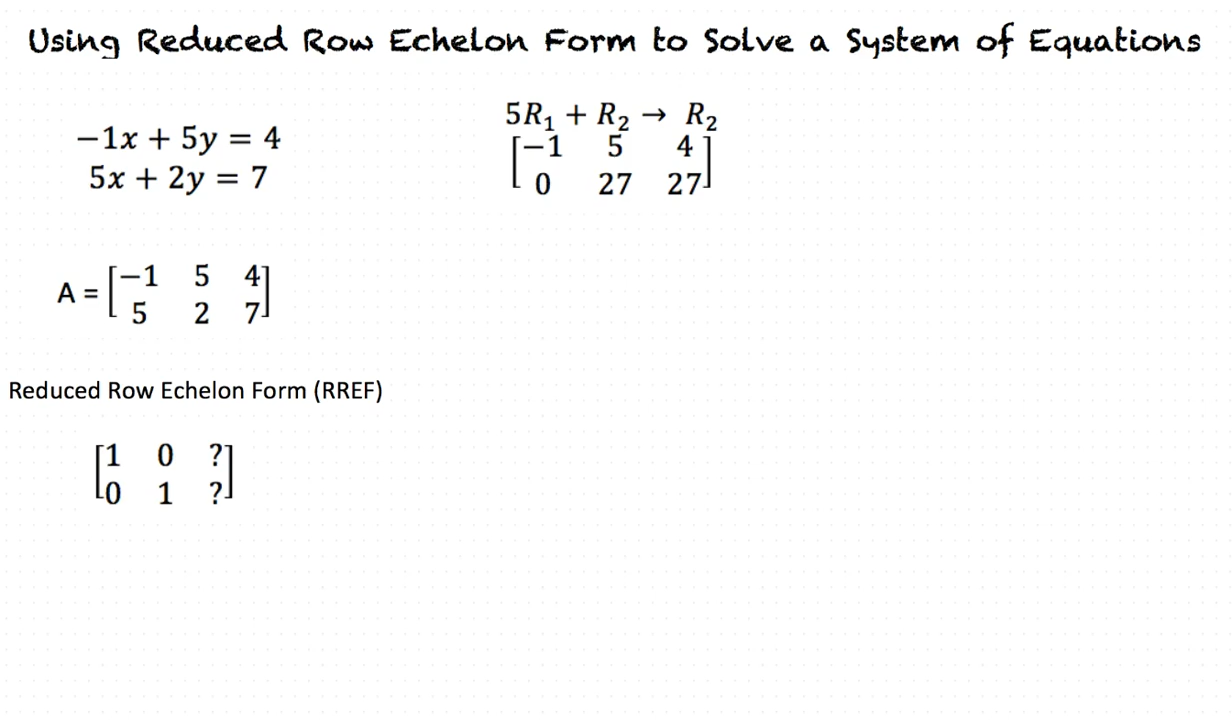 Using Reduced Row Echelon Form to Solve a System of Equations
−1x + 5y = 4
5x + 2y = 7
A = [−1 5 4]
[5 2 7]
Reduced Row Echelon Form (RREF)
[1 0 ?]
[0 1 ?]
5R₁ + R₂ → R₂
[−1 5 4]
[0 27 27]